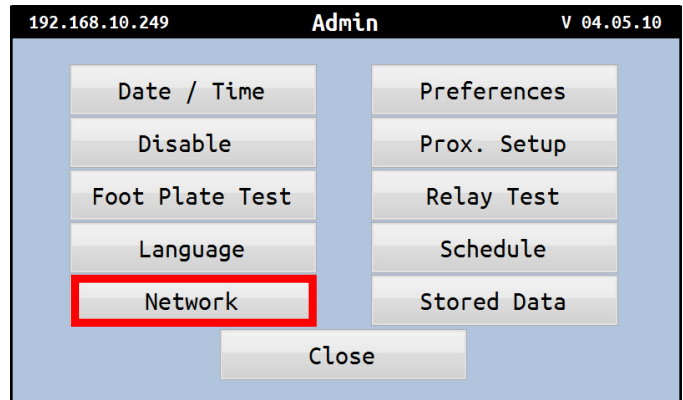 192.168.10.249 Admin V 04.05.10
Date / Time Preferences
Disable Prox. Setup
Foot Plate Test Relay Test
Language Schedule
Network Stored Data
Close